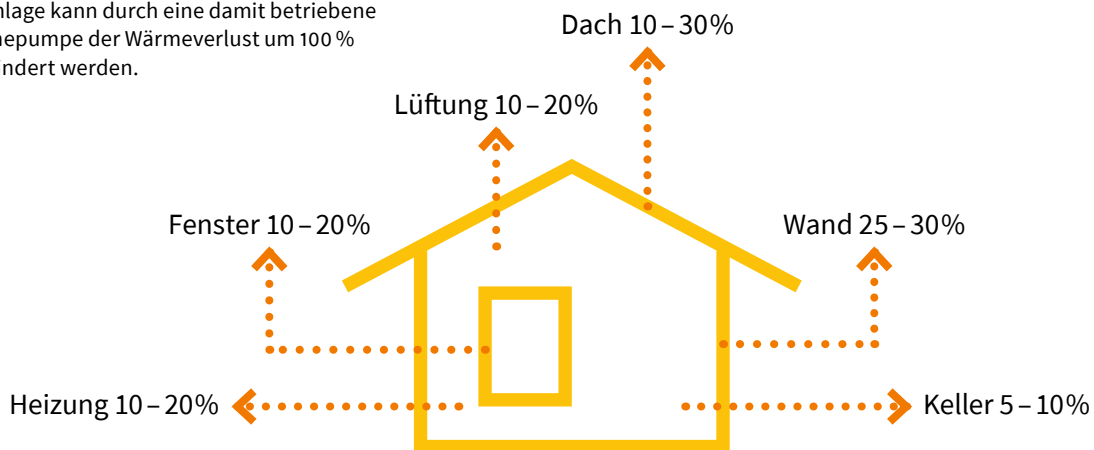 nlage kann durch eine damit betriebene
nepumpe der Wärmeverlust um 100 %
indert werden.
Dach 10 – 30%
Lüftung 10 – 20%
Fenster 10 – 20%
Wand 25 – 30%
Heizung 10 – 20%
Keller 5 – 10%